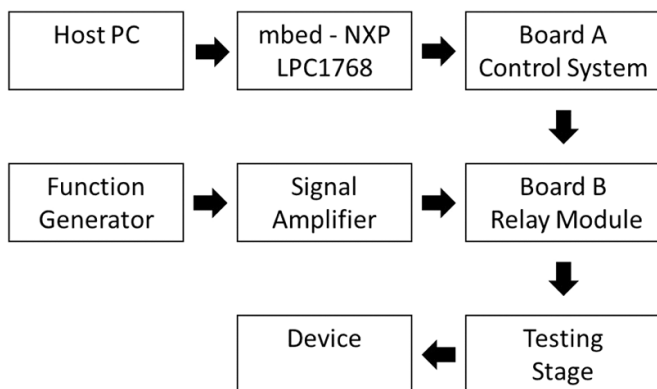 Host PC
mbed - NXP
LPC1768
Board A
Control System
Function
Generator
Signal
Amplifier
Board B
Relay Module
Device
Testing
Stage